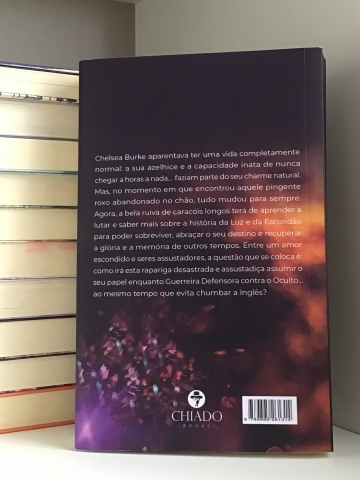 Chelsea Burke aparentava ter uma vida completamente
normal: a sua azelhice e a capacidade inata de nunca
chegar a horas a nada... faziam parte do seu charme natural.
Mas, no momento em que encontrou aquele pingente
roxo abandonado no chão, tudo mudou para sempre.
Agora, a bela ruiva de caracóis longos terá de aprender a
lutar e saber mais sobre a história da Luz e da Escuridão
para poder sobreviver, abraçar o seu destino e recuperar
a glória e a memória de outros tempos. Entre um amor
escondido e seres assustadores, a questão que se coloca é:
como irá esta rapariga desastrada e assustadiça assumir o
seu papel enquanto Guerreira Defensora contra o Oculto...
ao mesmo tempo que evita chumbar a Inglês?
CHIADO
BOOKS